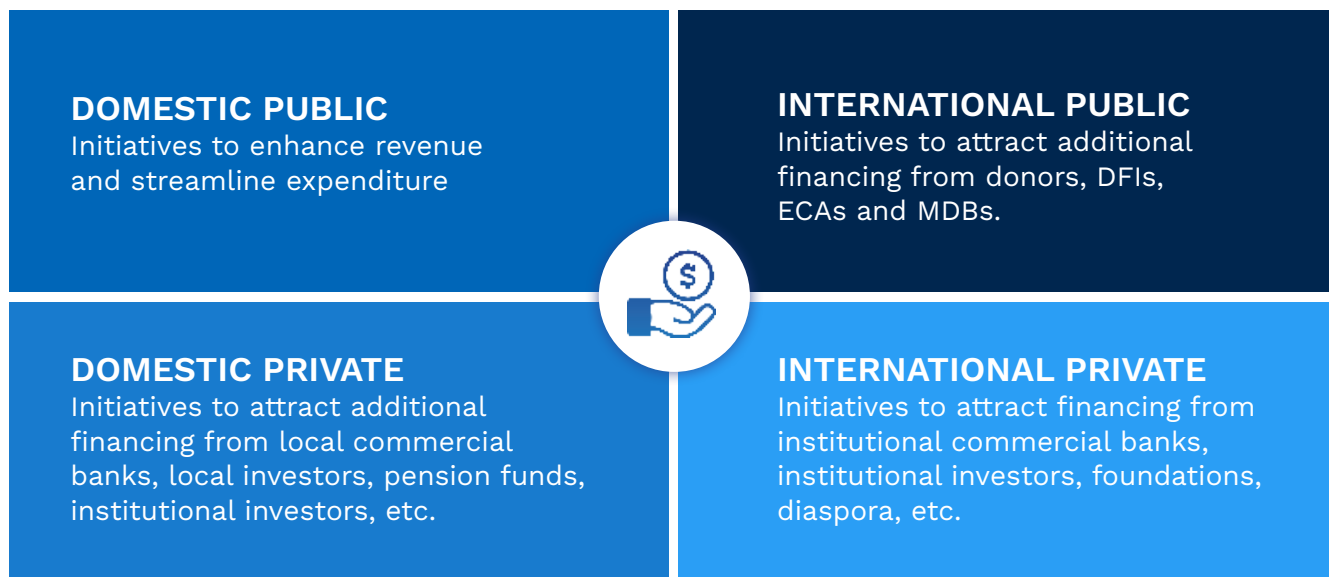 DOMESTIC PUBLIC
Initiatives to enhance revenue
and streamline expenditure
INTERNATIONAL PUBLIC
Initiatives to attract additional
financing from donors, DFIs,
ECAs and MDBs.
$
DOMESTIC PRIVATE
Initiatives to attract additional
financing from local commercial
banks, local investors, pension funds,
institutional investors, etc.
INTERNATIONAL PRIVATE
Initiatives to attract financing from
institutional commercial banks,
institutional investors, foundations,
diaspora, etc.